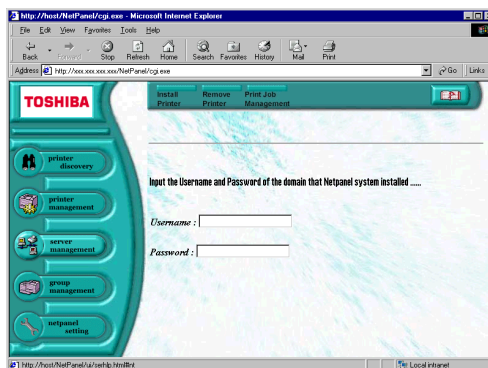 http://host/NetPanel/cgi.exe - Microsoft Internet Explorer
File Edit View Favorites Tools Help
Back Forward Stop Refresh Home Search Favorites History Mail Print
Address http://xxx.xxx.xxx.xxx/NetPanel/cgi.exe Go Links
TOSHIBA
Install Printer
Remove Printer
Print Job Management
printer discovery
printer management
server management
group management
netpanel setting
Input the Username and Password of the domain that Netpanel system installed ......
Username :
Password :
http://host/NetPanel/ui/serhlp.html#Int Local intranet